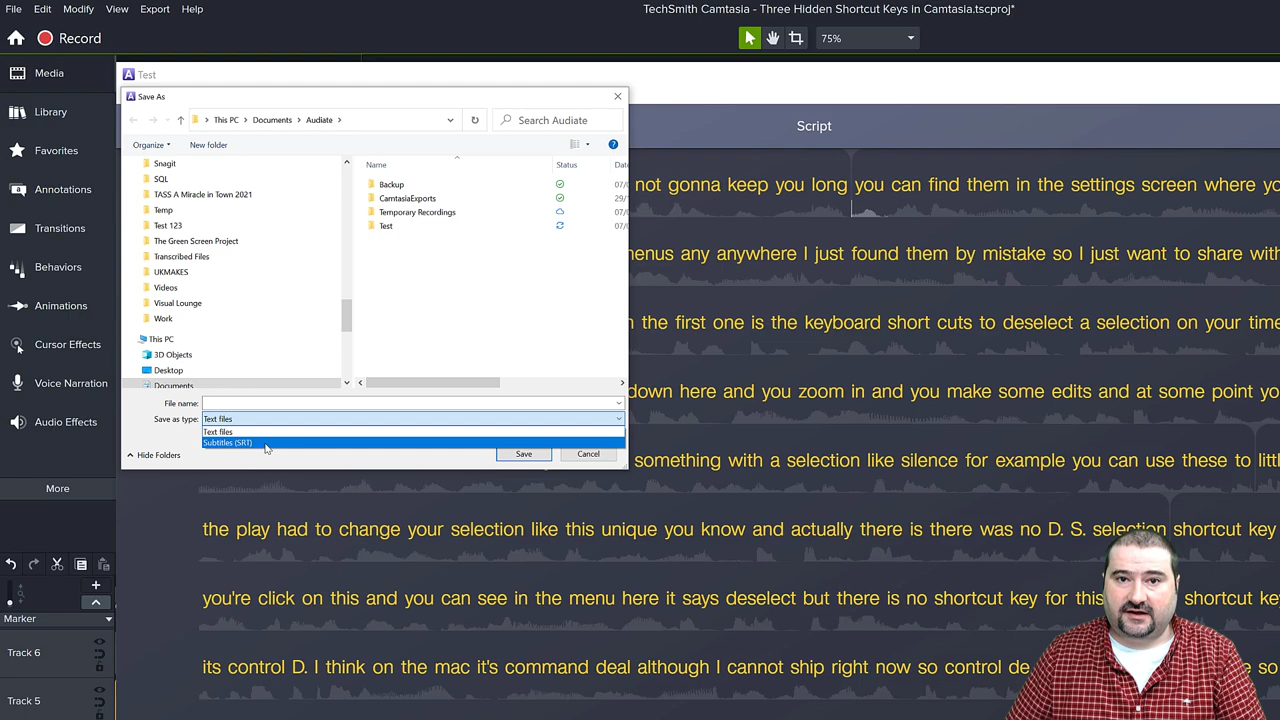 File Edit Modify View Export Help
TechSmith Camtasia - Three Hidden Shortcut Keys in Camtasia.tscproj*
Record
75%
Media
Library
Favorites
Annotations
Transitions
Behaviors
Animations
Cursor Effects
Voice Narration
Audio Effects
More
Marker
Track 6
Track 5
Test
Save As
This PC > Documents > Audiate >
Search Audiate
Organize
New folder
Snagit
SQL
TASS A Miracle in Town 2021
Temp
Test 123
The Green Screen Project
Transcribed Files
UKMAKES
Videos
Visual Lounge
Work
This PC
3D Objects
Desktop
Documents
Name Status Dat
Backup 07/
CamtasiaExports 29/
Temporary Recordings 07/
Test 07/
File name:
Save as type: Text files
Text files
Subtitles (SRT)
Hide Folders
Save
Cancel
Script
not gonna keep you long you can find them in the settings screen where yo
enus any anywhere I just found them by mistake so I just want to share with
the first one is the keyboard short cuts to deselect a selection on your time
down here and you zoom in and you make some edits and at some point yo
something with a selection like silence for example you can use these to littl
the play had to change your selection like this unique you know and actually there is there was no D. S. selection shortcut key
you're click on this and you can see in the menu here it says deselect but there is no shortcut key for this shortcut ke
its control D. I think on the mac it's command deal although I cannot ship right now so control de so